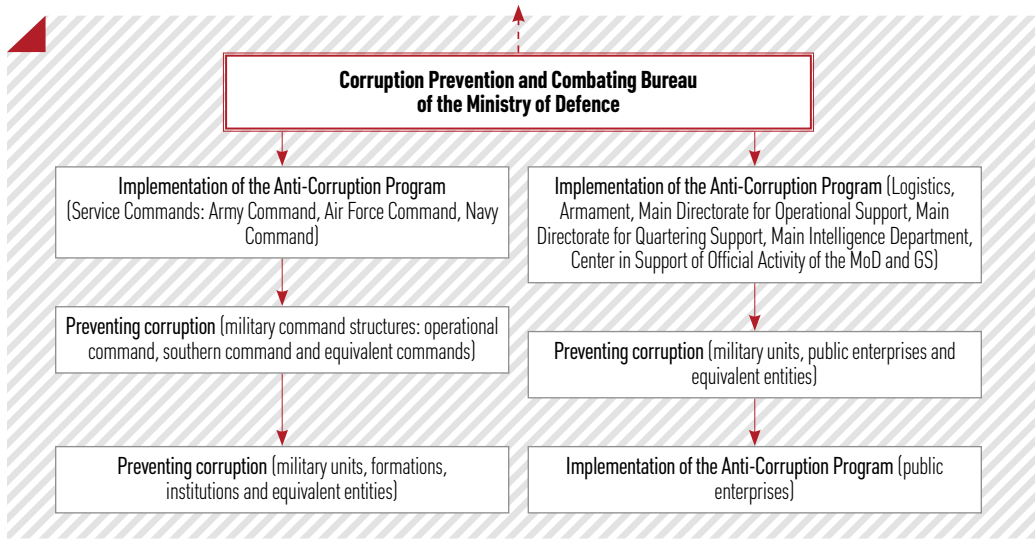 Corruption Prevention and Combating Bureau
of the Ministry of Defence
Implementation of the Anti-Corruption Program
(Service Commands: Army Command, Air Force Command, Navy
Command)
Preventing corruption (military command structures: operational
command, southern command and equivalent commands)
Preventing corruption (military units, formations,
institutions and equivalent entities)
Implementation of the Anti-Corruption Program (Logistics,
Armament, Main Directorate for Operational Support, Main
Directorate for Quartering Support, Main Intelligence Department,
Center in Support of Official Activity of the MoD and GS)
Preventing corruption (military units, public enterprises and
equivalent entities)
Implementation of the Anti-Corruption Program (public
enterprises)